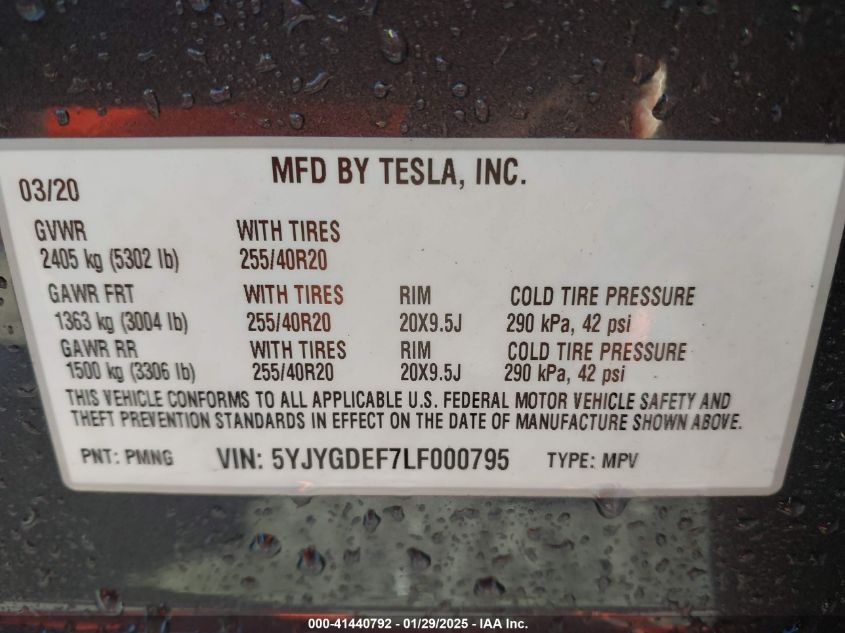 MFD BY TESLA, INC.
03/20
GVWR WITH TIRES
2405 kg (5302 lb) 255/40R20
GAWR FRT WITH TIRES RIM COLD TIRE PRESSURE
1363 kg (3004 lb) 255/40R20 20X9.5J 290 kPa, 42 psi
GAWR RR WITH TIRES RIM COLD TIRE PRESSURE
1500 kg (3306 lb) 255/40R20 20X9.5J 290 kPa, 42 psi
THIS VEHICLE CONFORMS TO ALL APPLICABLE U.S. FEDERAL MOTOR VEHICLE SAFETY AND
THEFT PREVENTION STANDARDS IN EFFECT ON THE DATE OF MANUFACTURE SHOWN ABOVE.
PNT: PMNG VIN: 5YJYGDEF7LF000795 TYPE: MPV
000-41440792 - 01/29/2025 - IAA Inc.